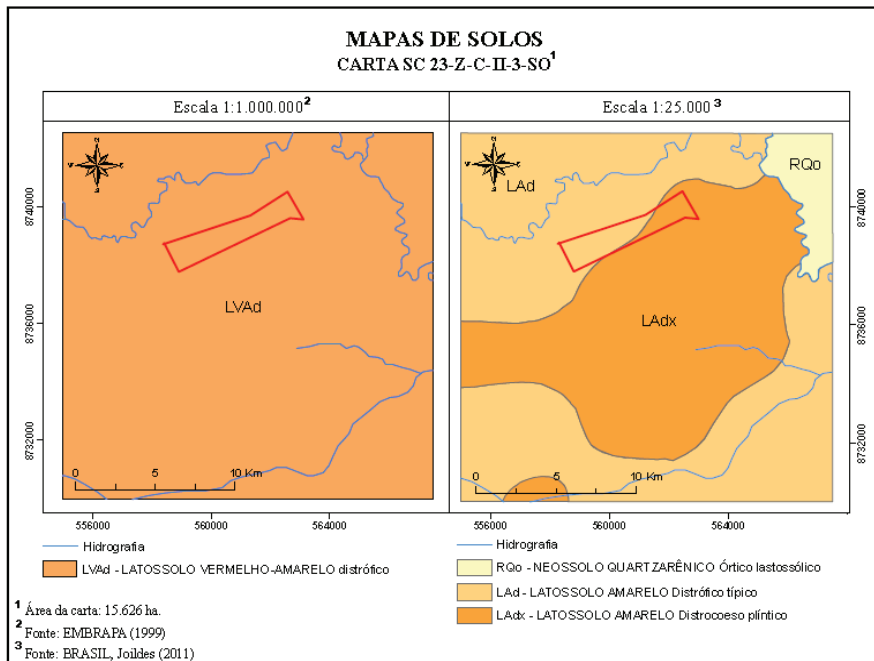 MAPAS DE SOLOS
CARTA SC 23-Z-C-II-3-SO¹
Escala 1:1.000.000²
Escala 1:25.000³
N
LVAd
0 5 10 Km
8740000
8736000
8732000
556000 560000 564000
N
LAd
RQo
LAdx
0 5 10 Km
8740000
8736000
8732000
556000 560000 564000
Hidrografia
LVAd - LATOSSOLO VERMELHO-AMARELO distrófico
Hidrografia
RQo - NEOSSOLO QUARTZARÊNICO Órtico lastossólico
LAd - LATOSSOLO AMARELO Distrófico típico
LAdx - LATOSSOLO AMARELO Distrocoeso plíntico
¹ Área da carta: 15.626 ha.
² Fonte: EMBRAPA (1999)
³ Fonte: BRASIL, Joildes (2011)